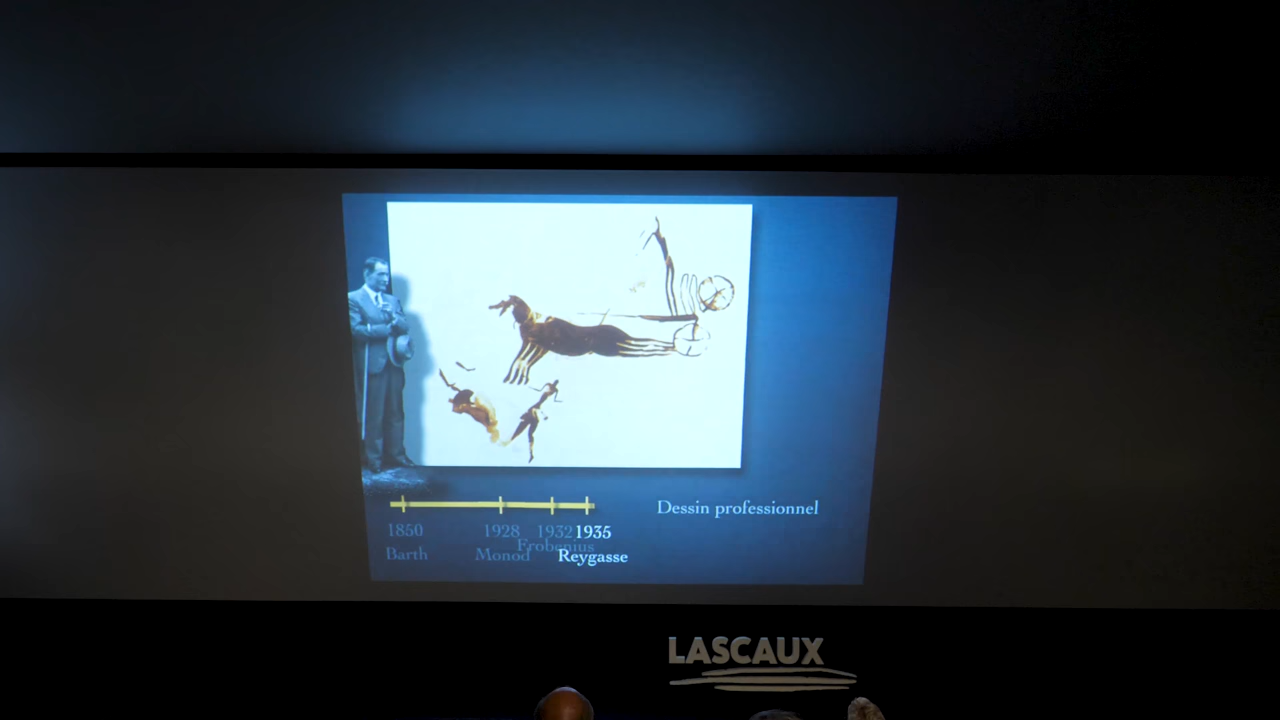 Dessin professionnel
1850 1928 1932 1935
Frobenius
Barth Monod Reygasse
LASCAUX